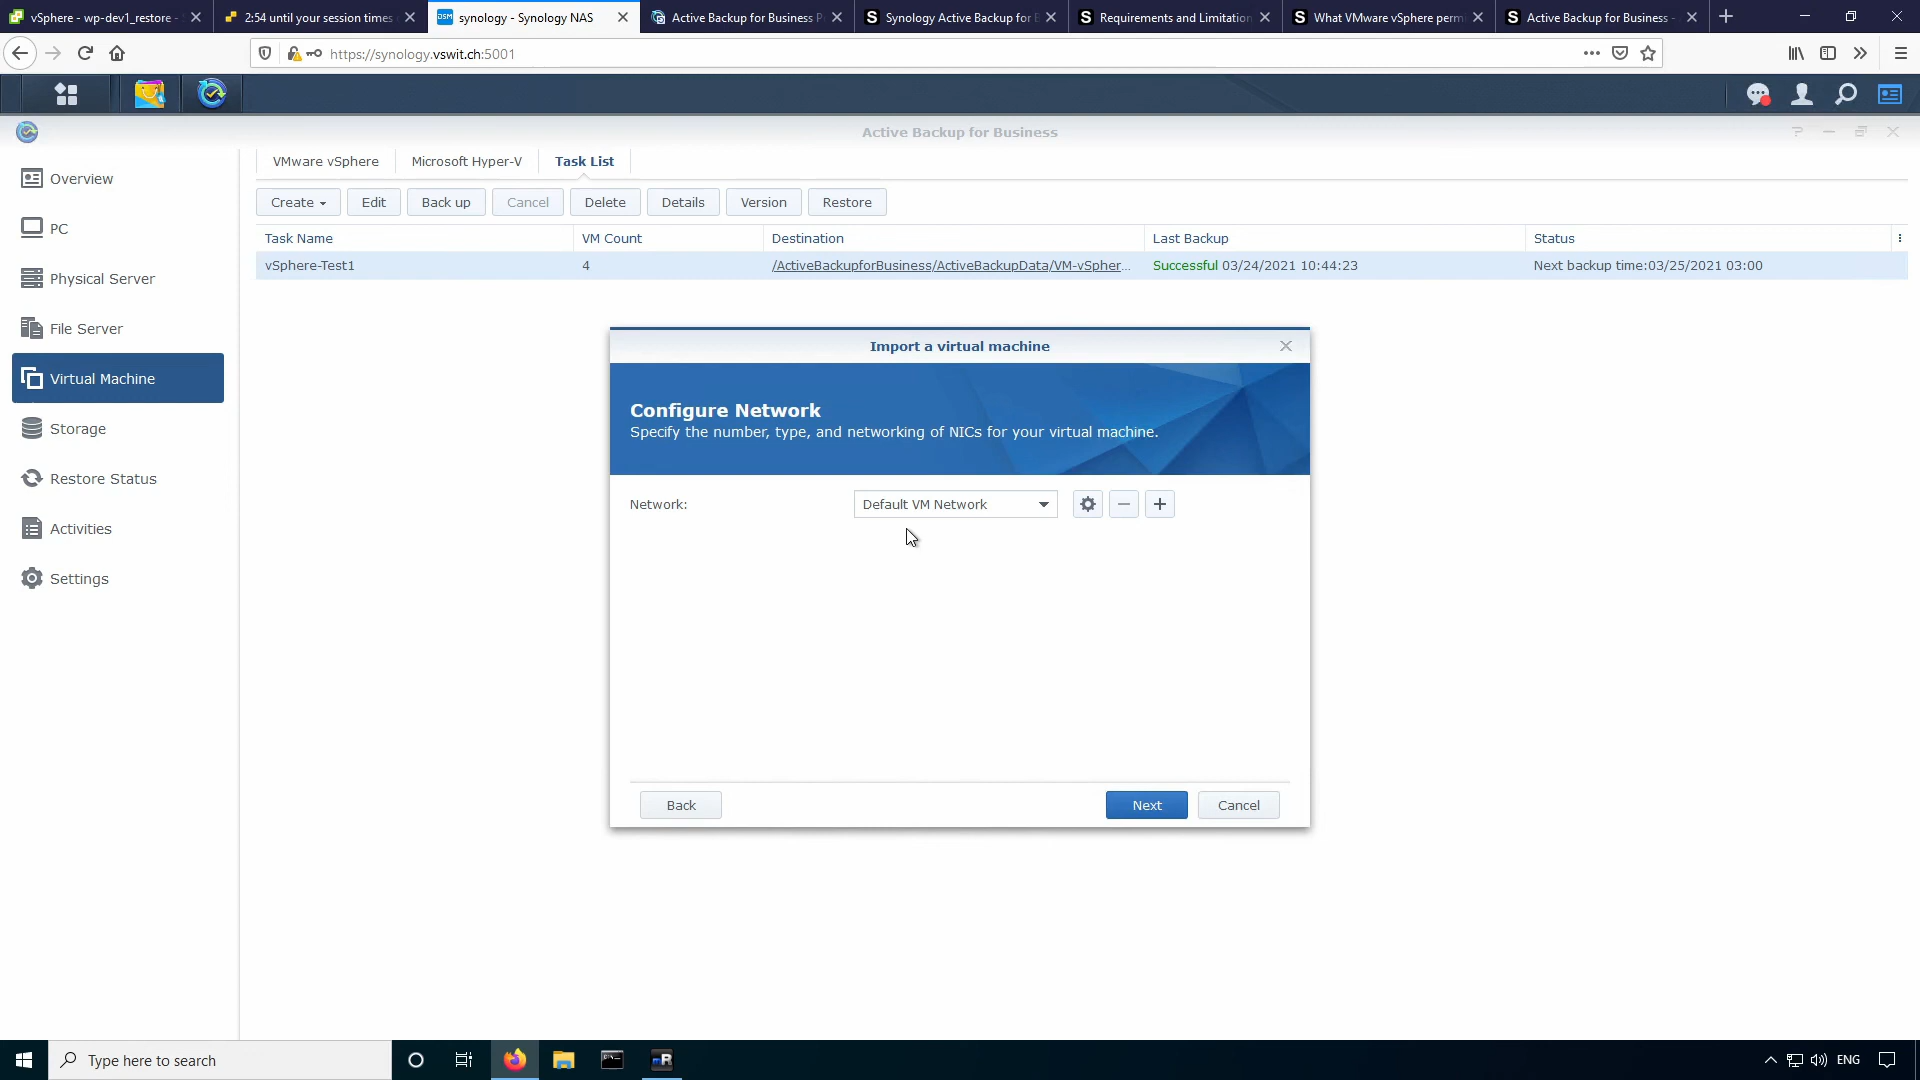 vSphere - wp-dev1_restore -
2:54 until your session times
synology - Synology NAS
Active Backup for Business P
Synology Active Backup for B
Requirements and Limitation
What VMware vSphere permi
Active Backup for Business -
https://synology.vswit.ch:5001
Active Backup for Business
Overview
PC
Physical Server
File Server
Virtual Machine
Storage
Restore Status
Activities
Settings
VMware vSphere
Microsoft Hyper-V
Task List
Create
Edit
Back up
Cancel
Delete
Details
Version
Restore
Task Name
VM Count
Destination
Last Backup
Status
vSphere-Test1
4
/ActiveBackupforBusiness/ActiveBackupData/VM-vSpher...
Successful 03/24/2021 10:44:23
Next backup time:03/25/2021 03:00
Import a virtual machine
Configure Network
Specify the number, type, and networking of NICs for your virtual machine.
Network:
Default VM Network
Back
Next
Cancel
Type here to search
ENG